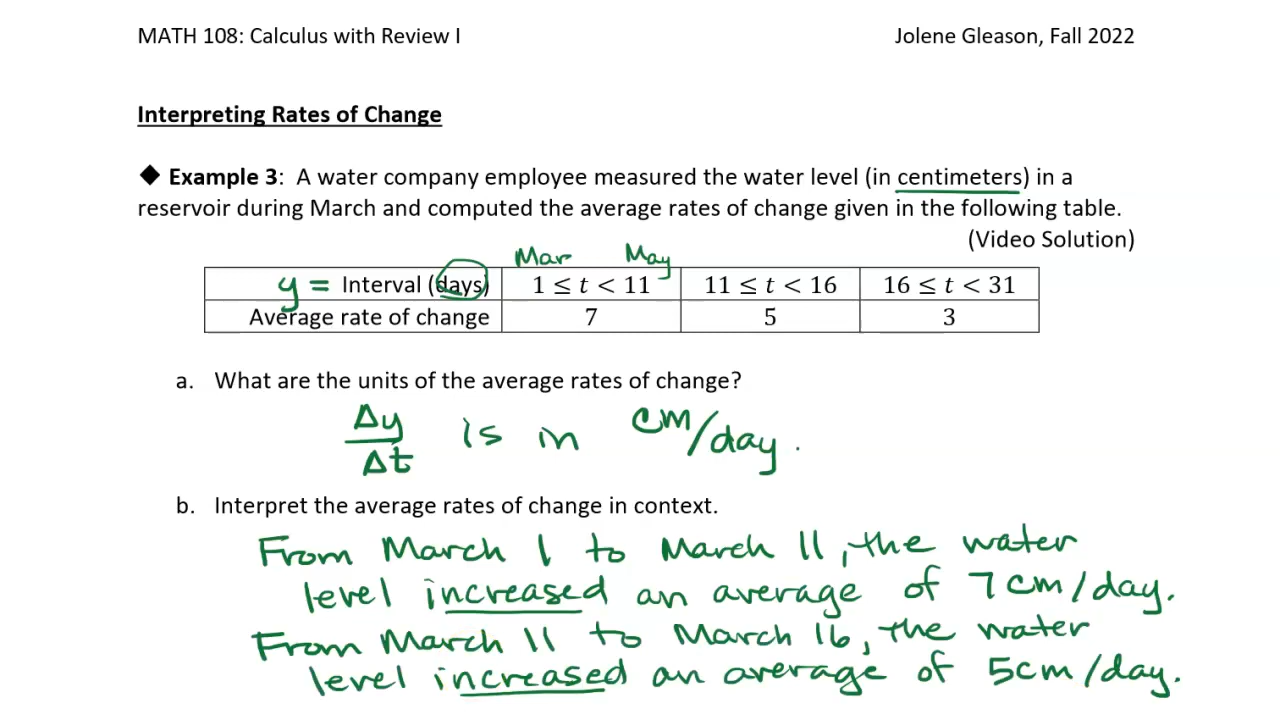 MATH 108: Calculus with Review I Jolene Gleason, Fall 2022
Interpreting Rates of Change
◆ Example 3: A water company employee measured the water level (in centimeters) in a
reservoir during March and computed the average rates of change given in the following table.
(Video Solution)
Mar May
y = Interval (days) 1 ≤ t < 11 11 ≤ t < 16 16 ≤ t < 31
Average rate of change 7 5 3
a. What are the units of the average rates of change?
Δy/Δt is in cm/day.
b. Interpret the average rates of change in context.
From March 1 to March 11, the water
level increased an average of 7 cm/day.
From March 11 to March 16, the water
level increased an average of 5 cm/day.